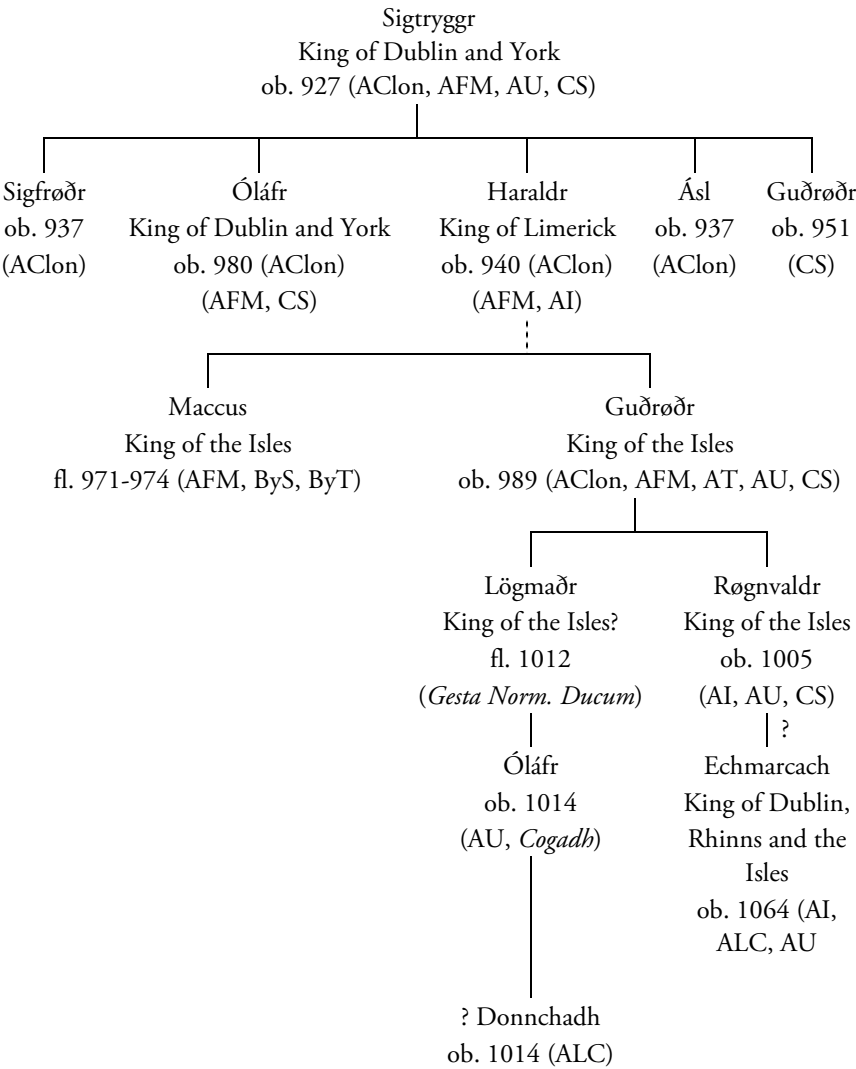 Sigtryggr
King of Dublin and York
ob. 927 (AClon, AFM, AU, CS)
Sigfrøðr
ob. 937
(AClon)
Óláfr
King of Dublin and York
ob. 980 (AClon)
(AFM, CS)
Haraldr
King of Limerick
ob. 940 (AClon)
(AFM, AI)
Ásl
ob. 937
(AClon)
Guðrøðr
ob. 951
(CS)
Maccus
King of the Isles
fl. 971-974 (AFM, ByS, ByT)
Guðrøðr
King of the Isles
ob. 989 (AClon, AFM, AT, AU, CS)
Lögmaðr
King of the Isles?
fl. 1012
(Gesta Norm. Ducum)
Røgnvaldr
King of the Isles
ob. 1005
(AI, AU, CS)
?
Óláfr
ob. 1014
(AU, Cogadh)
Echmarcach
King of Dublin,
Rhinns and the
Isles
ob. 1064 (AI,
ALC, AU
? Donnchadh
ob. 1014 (ALC)